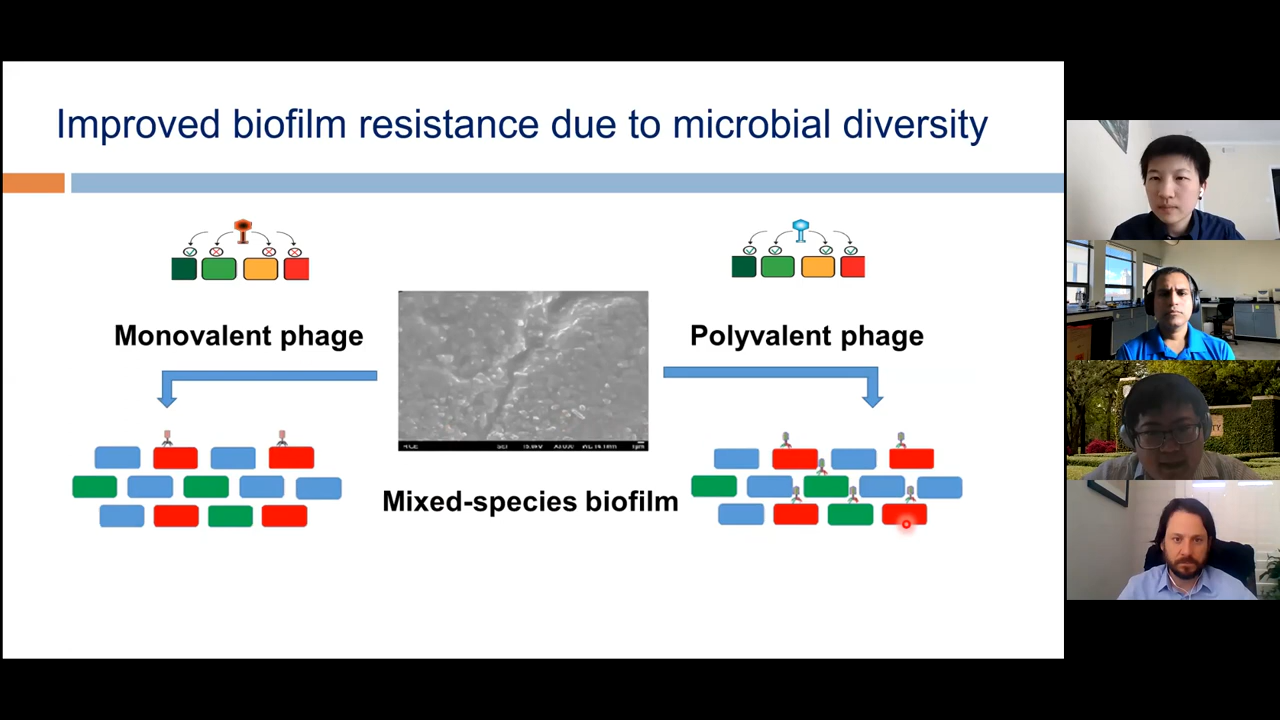 Improved biofilm resistance due to microbial diversity
Monovalent phage
Polyvalent phage
Mixed-species biofilm